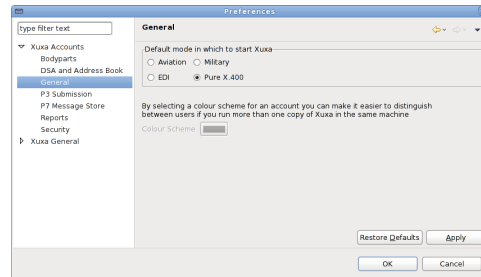 Preferences
type filter text
General
Xuxa Accounts
Bodyparts
DSA and Address Book
General
P3 Submission
P7 Message Store
Reports
Security
Xuxa General
Default mode in which to start Xuxa
Aviation
Military
EDI
Pure X.400
By selecting a colour scheme for an account you can make it easier to distinguish
between users if you run more than one copy of Xuxa in the same machine
Colour Scheme
Restore Defaults
Apply
OK
Cancel